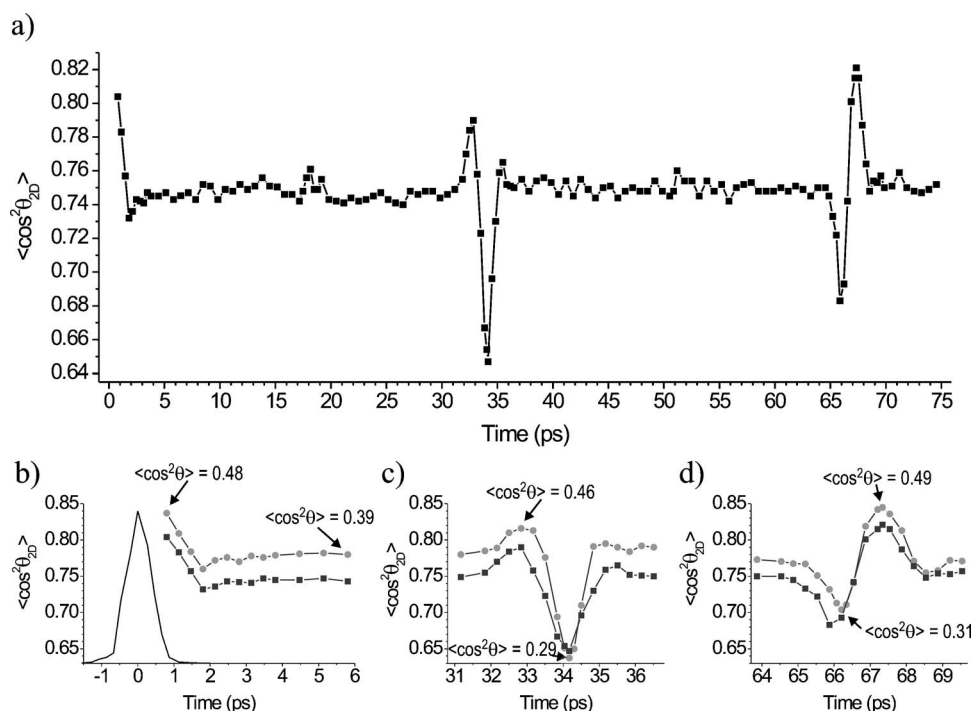 a)
<cos²θ2D>
0.82
0.80
0.78
0.76
0.74
0.72
0.70
0.68
0.66
0.64
0 5 10 15 20 25 30 35 40 45 50 55 60 65 70 75
Time (ps)
b)
<cos²θ2D>
0.85
0.80
0.75
0.70
0.65
<cos²θ> = 0.48
<cos²θ> = 0.39
-1 0 1 2 3 4 5 6
Time (ps)
c)
<cos²θ2D>
0.85
0.80
0.75
0.70
0.65
<cos²θ> = 0.46
<cos²θ> = 0.29
31 32 33 34 35 36
Time (ps)
d)
<cos²θ2D>
0.85
0.80
0.75
0.70
0.65
<cos²θ> = 0.49
<cos²θ> = 0.31
64 65 66 67 68 69
Time (ps)